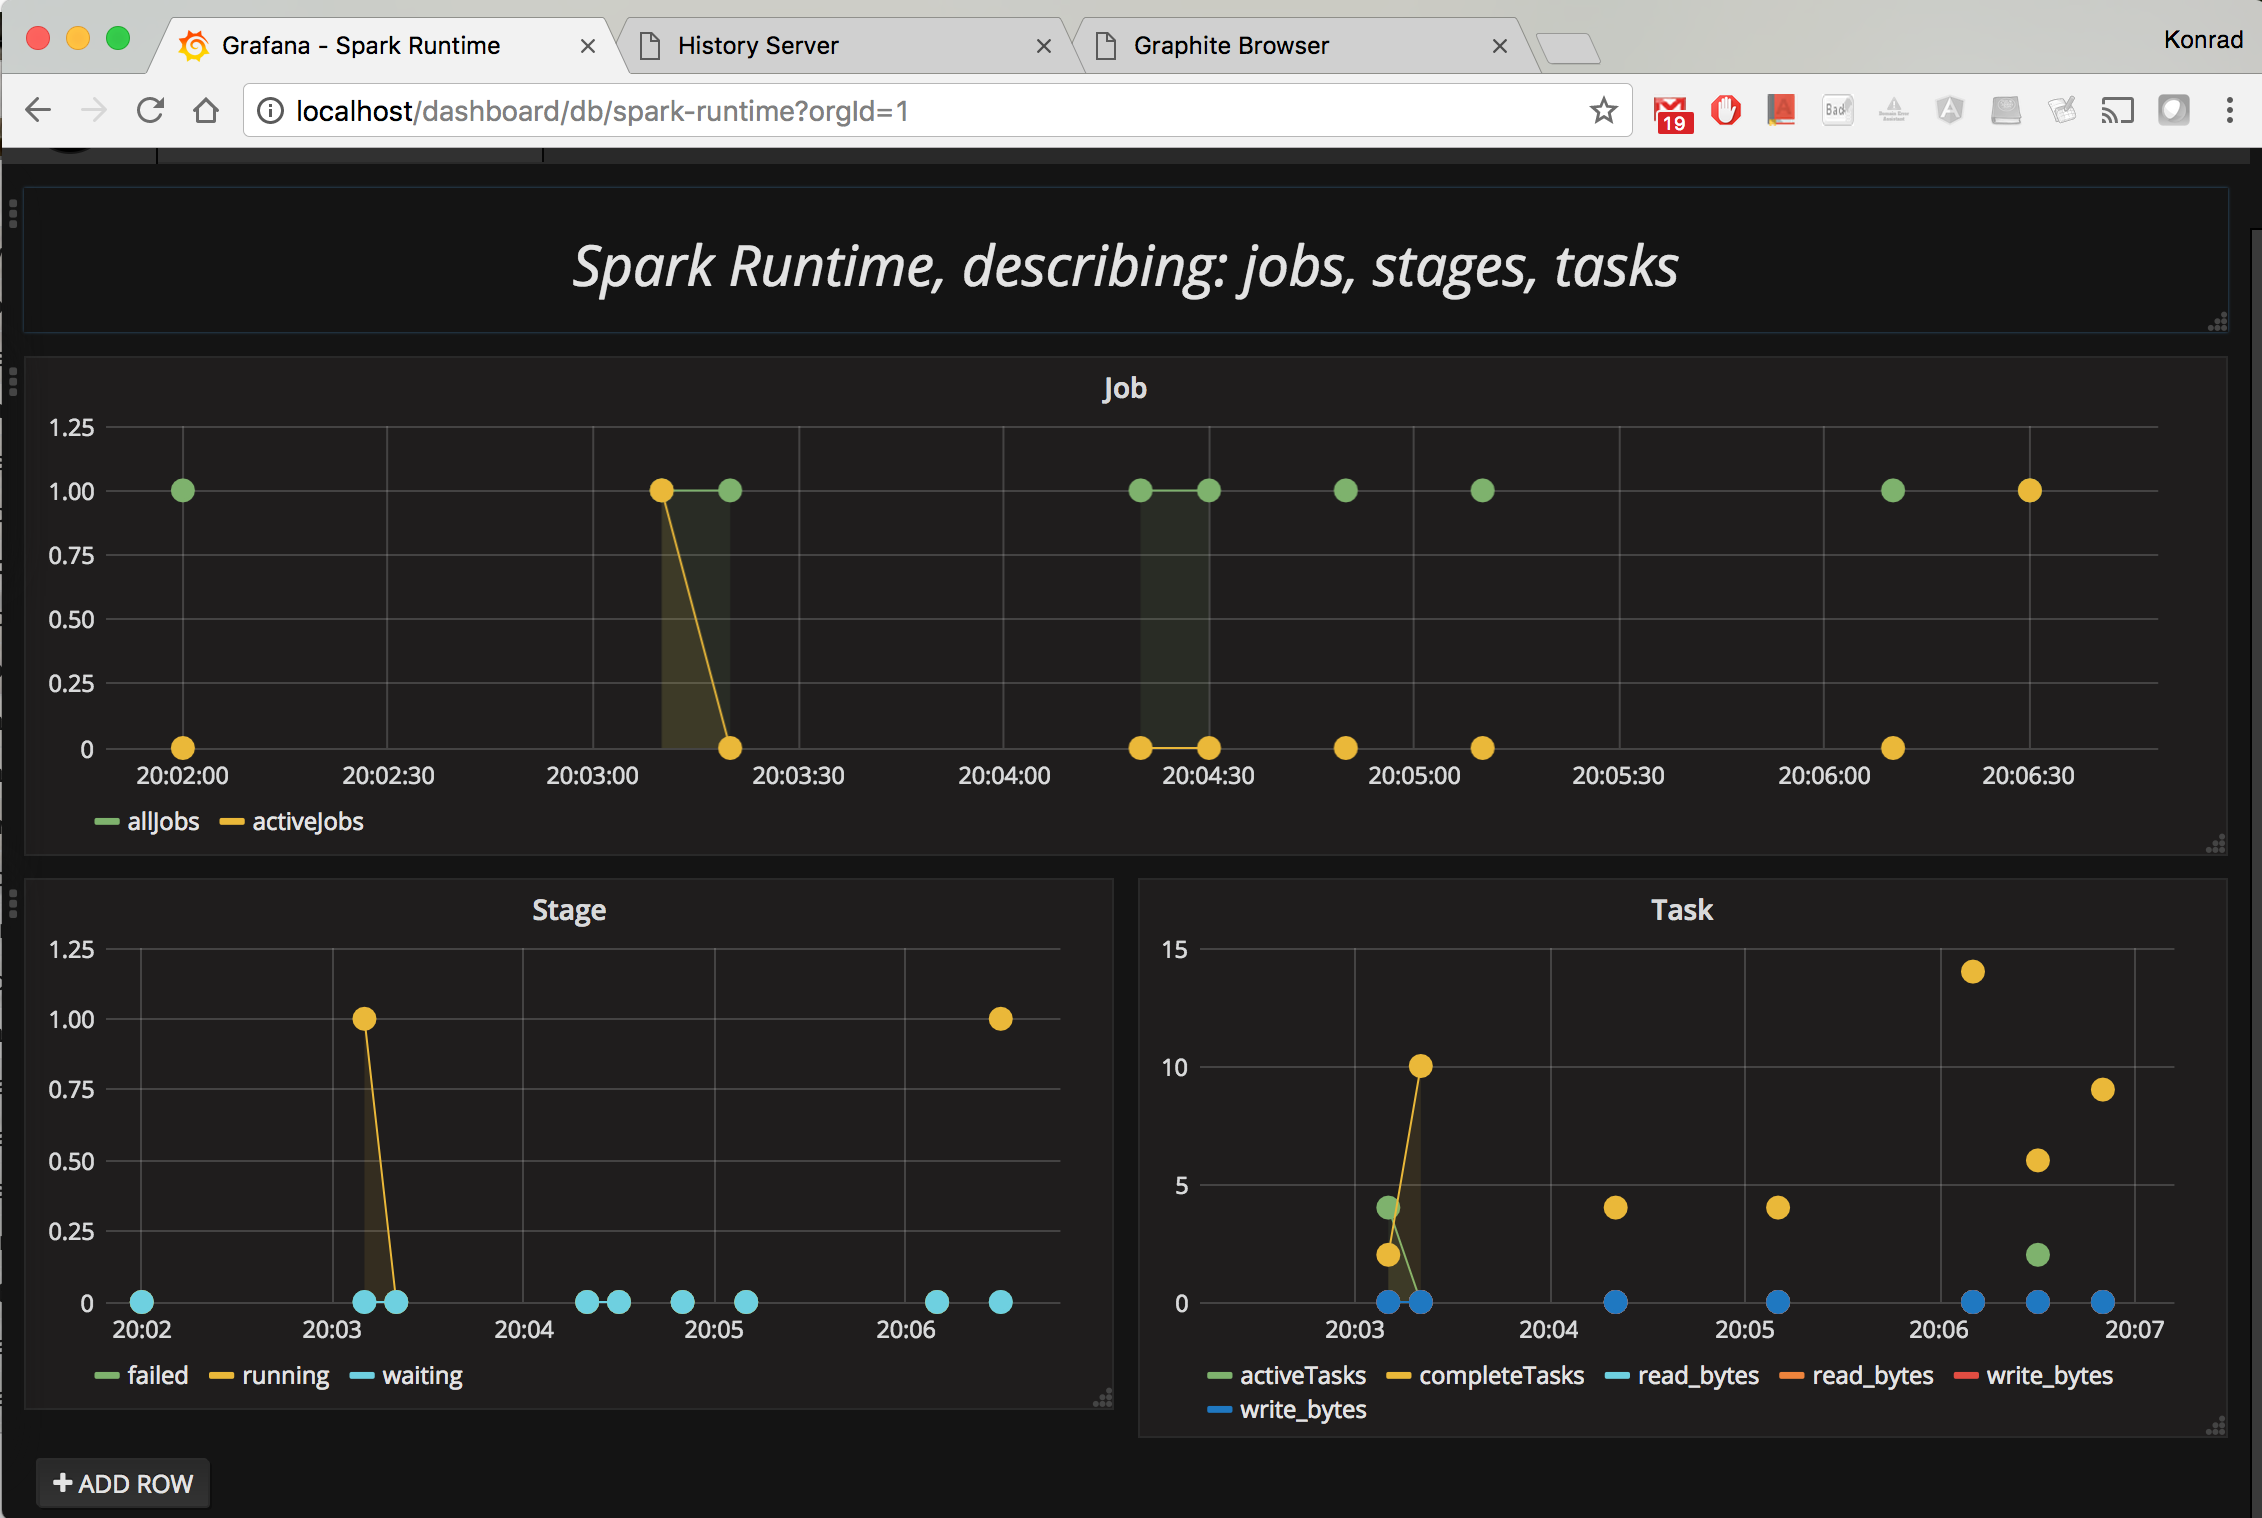 Grafana - Spark Runtime
History Server
Graphite Browser
Konrad
localhost/dashboard/db/spark-runtime?orgId=1
19
A
Bad
A
Spark Runtime, describing: jobs, stages, tasks
Job
1.25
1.00
0.75
0.50
0.25
0
20:02:00 20:02:30 20:03:00 20:03:30 20:04:00 20:04:30 20:05:00 20:05:30 20:06:00 20:06:30
allJobs activeJobs
Stage
1.25
1.00
0.75
0.50
0.25
0
20:02 20:03 20:04 20:05 20:06
failed running waiting
Task
15
10
5
0
20:03 20:04 20:05 20:06 20:07
activeTasks completeTasks read_bytes read_bytes write_bytes
write_bytes
ADD ROW